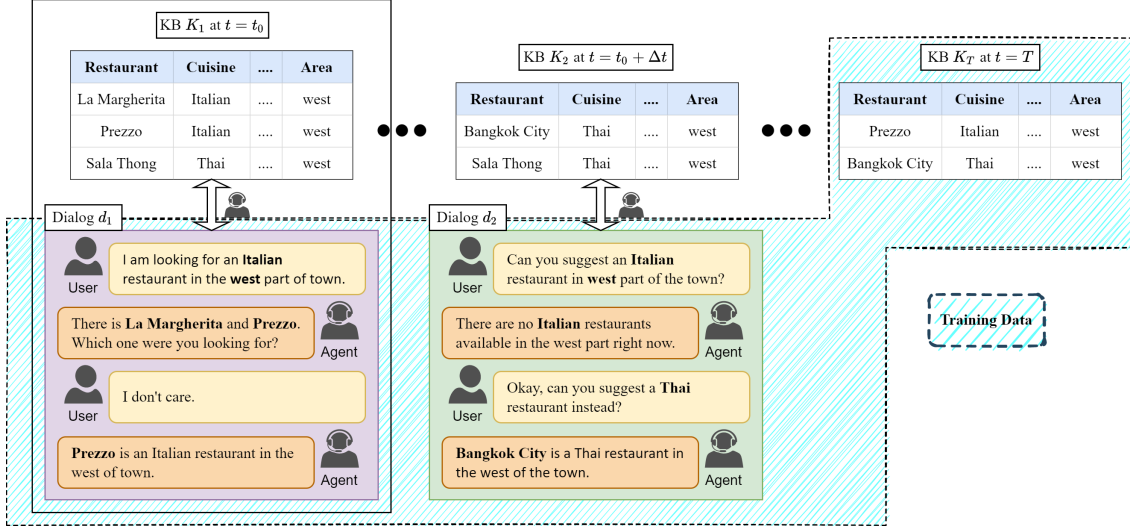 KB K₁ at t = t₀
Restaurant Cuisine .... Area
La Margherita Italian .... west
Prezzo Italian .... west
Sala Thong Thai .... west
KB K₂ at t = t₀ + Δt
Restaurant Cuisine .... Area
Bangkok City Thai .... west
Sala Thong Thai .... west
KB K_T at t = T
Restaurant Cuisine .... Area
Prezzo Italian .... west
Bangkok City Thai .... west
Dialog d₁
I am looking for an Italian
restaurant in the west part of town.
User
There is La Margherita and Prezzo.
Which one were you looking for?
Agent
I don't care.
User
Prezzo is an Italian restaurant in the
west of town.
Agent
Dialog d₂
Can you suggest an Italian
restaurant in west part of the town?
User
There are no Italian restaurants
available in the west part right now.
Agent
Okay, can you suggest a Thai
restaurant instead?
User
Bangkok City is a Thai restaurant in
the west of the town.
Agent
Training Data